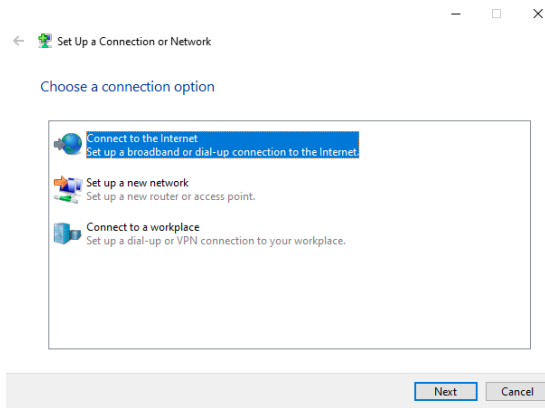 Set Up a Connection or Network
Choose a connection option
Connect to the Internet
Set up a broadband or dial-up connection to the Internet.
Set up a new network
Set up a new router or access point.
Connect to a workplace
Set up a dial-up or VPN connection to your workplace.
Next Cancel